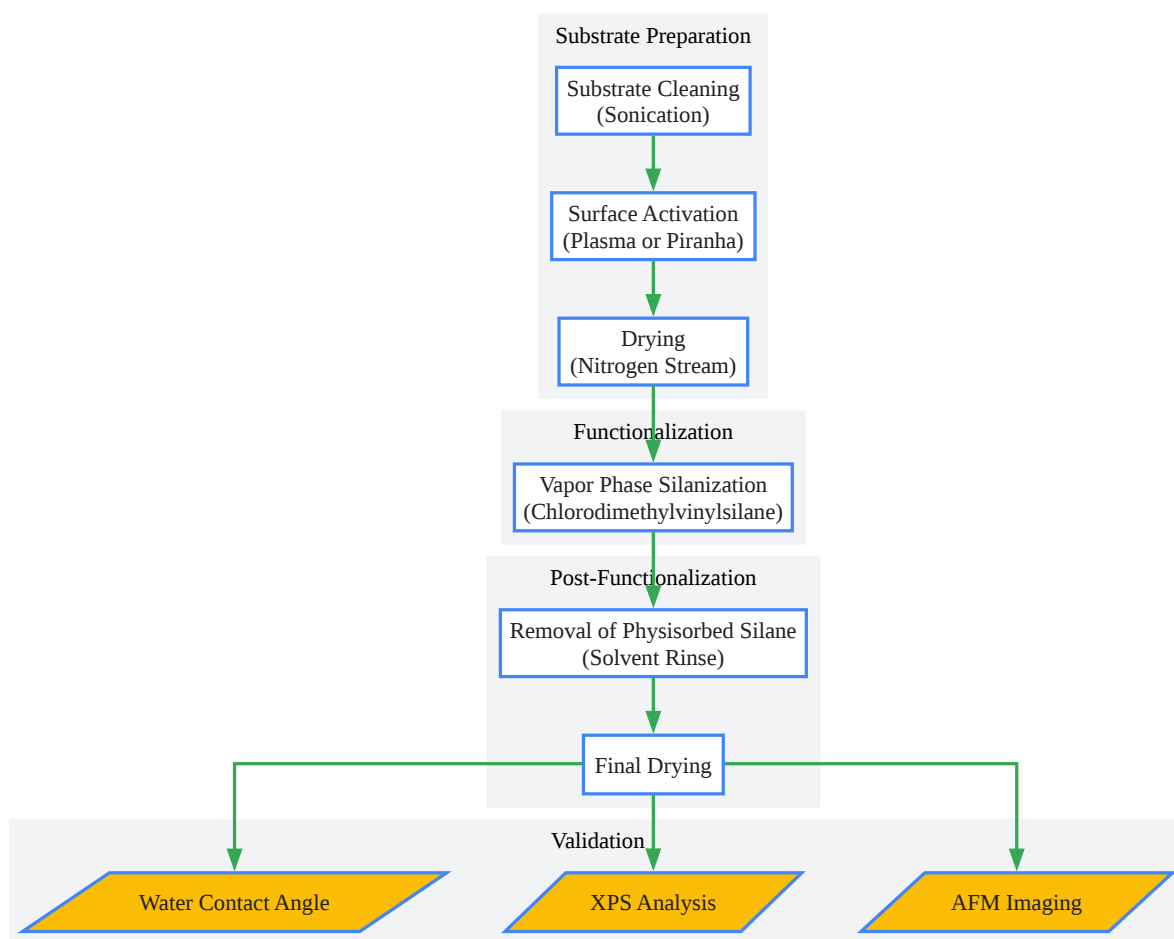 Substrate Preparation
Substrate Cleaning
(Sonication)
Surface Activation
(Plasma or Piranha)
Drying
(Nitrogen Stream)
Functionalization
Vapor Phase Silanization
(Chlorodimethylvinylsilane)
Post-Functionalization
Removal of Physisorbed Silane
(Solvent Rinse)
Final Drying
Validation
Water Contact Angle
XPS Analysis
AFM Imaging